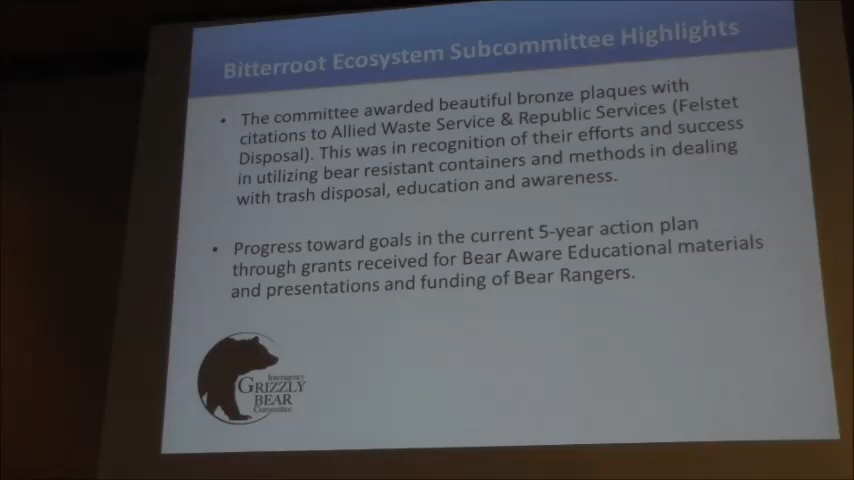 Bitterroot Ecosystem Subcommittee Highlights
• The committee awarded beautiful bronze plaques with
citations to Allied Waste Service & Republic Services (Felstet
Disposal). This was in recognition of their efforts and success
in utilizing bear resistant containers and methods in dealing
with trash disposal, education and awareness.
• Progress toward goals in the current 5-year action plan
through grants received for Bear Aware Educational materials
and presentations and funding of Bear Rangers.
Interagency
GRIZZLY
BEAR
Committee